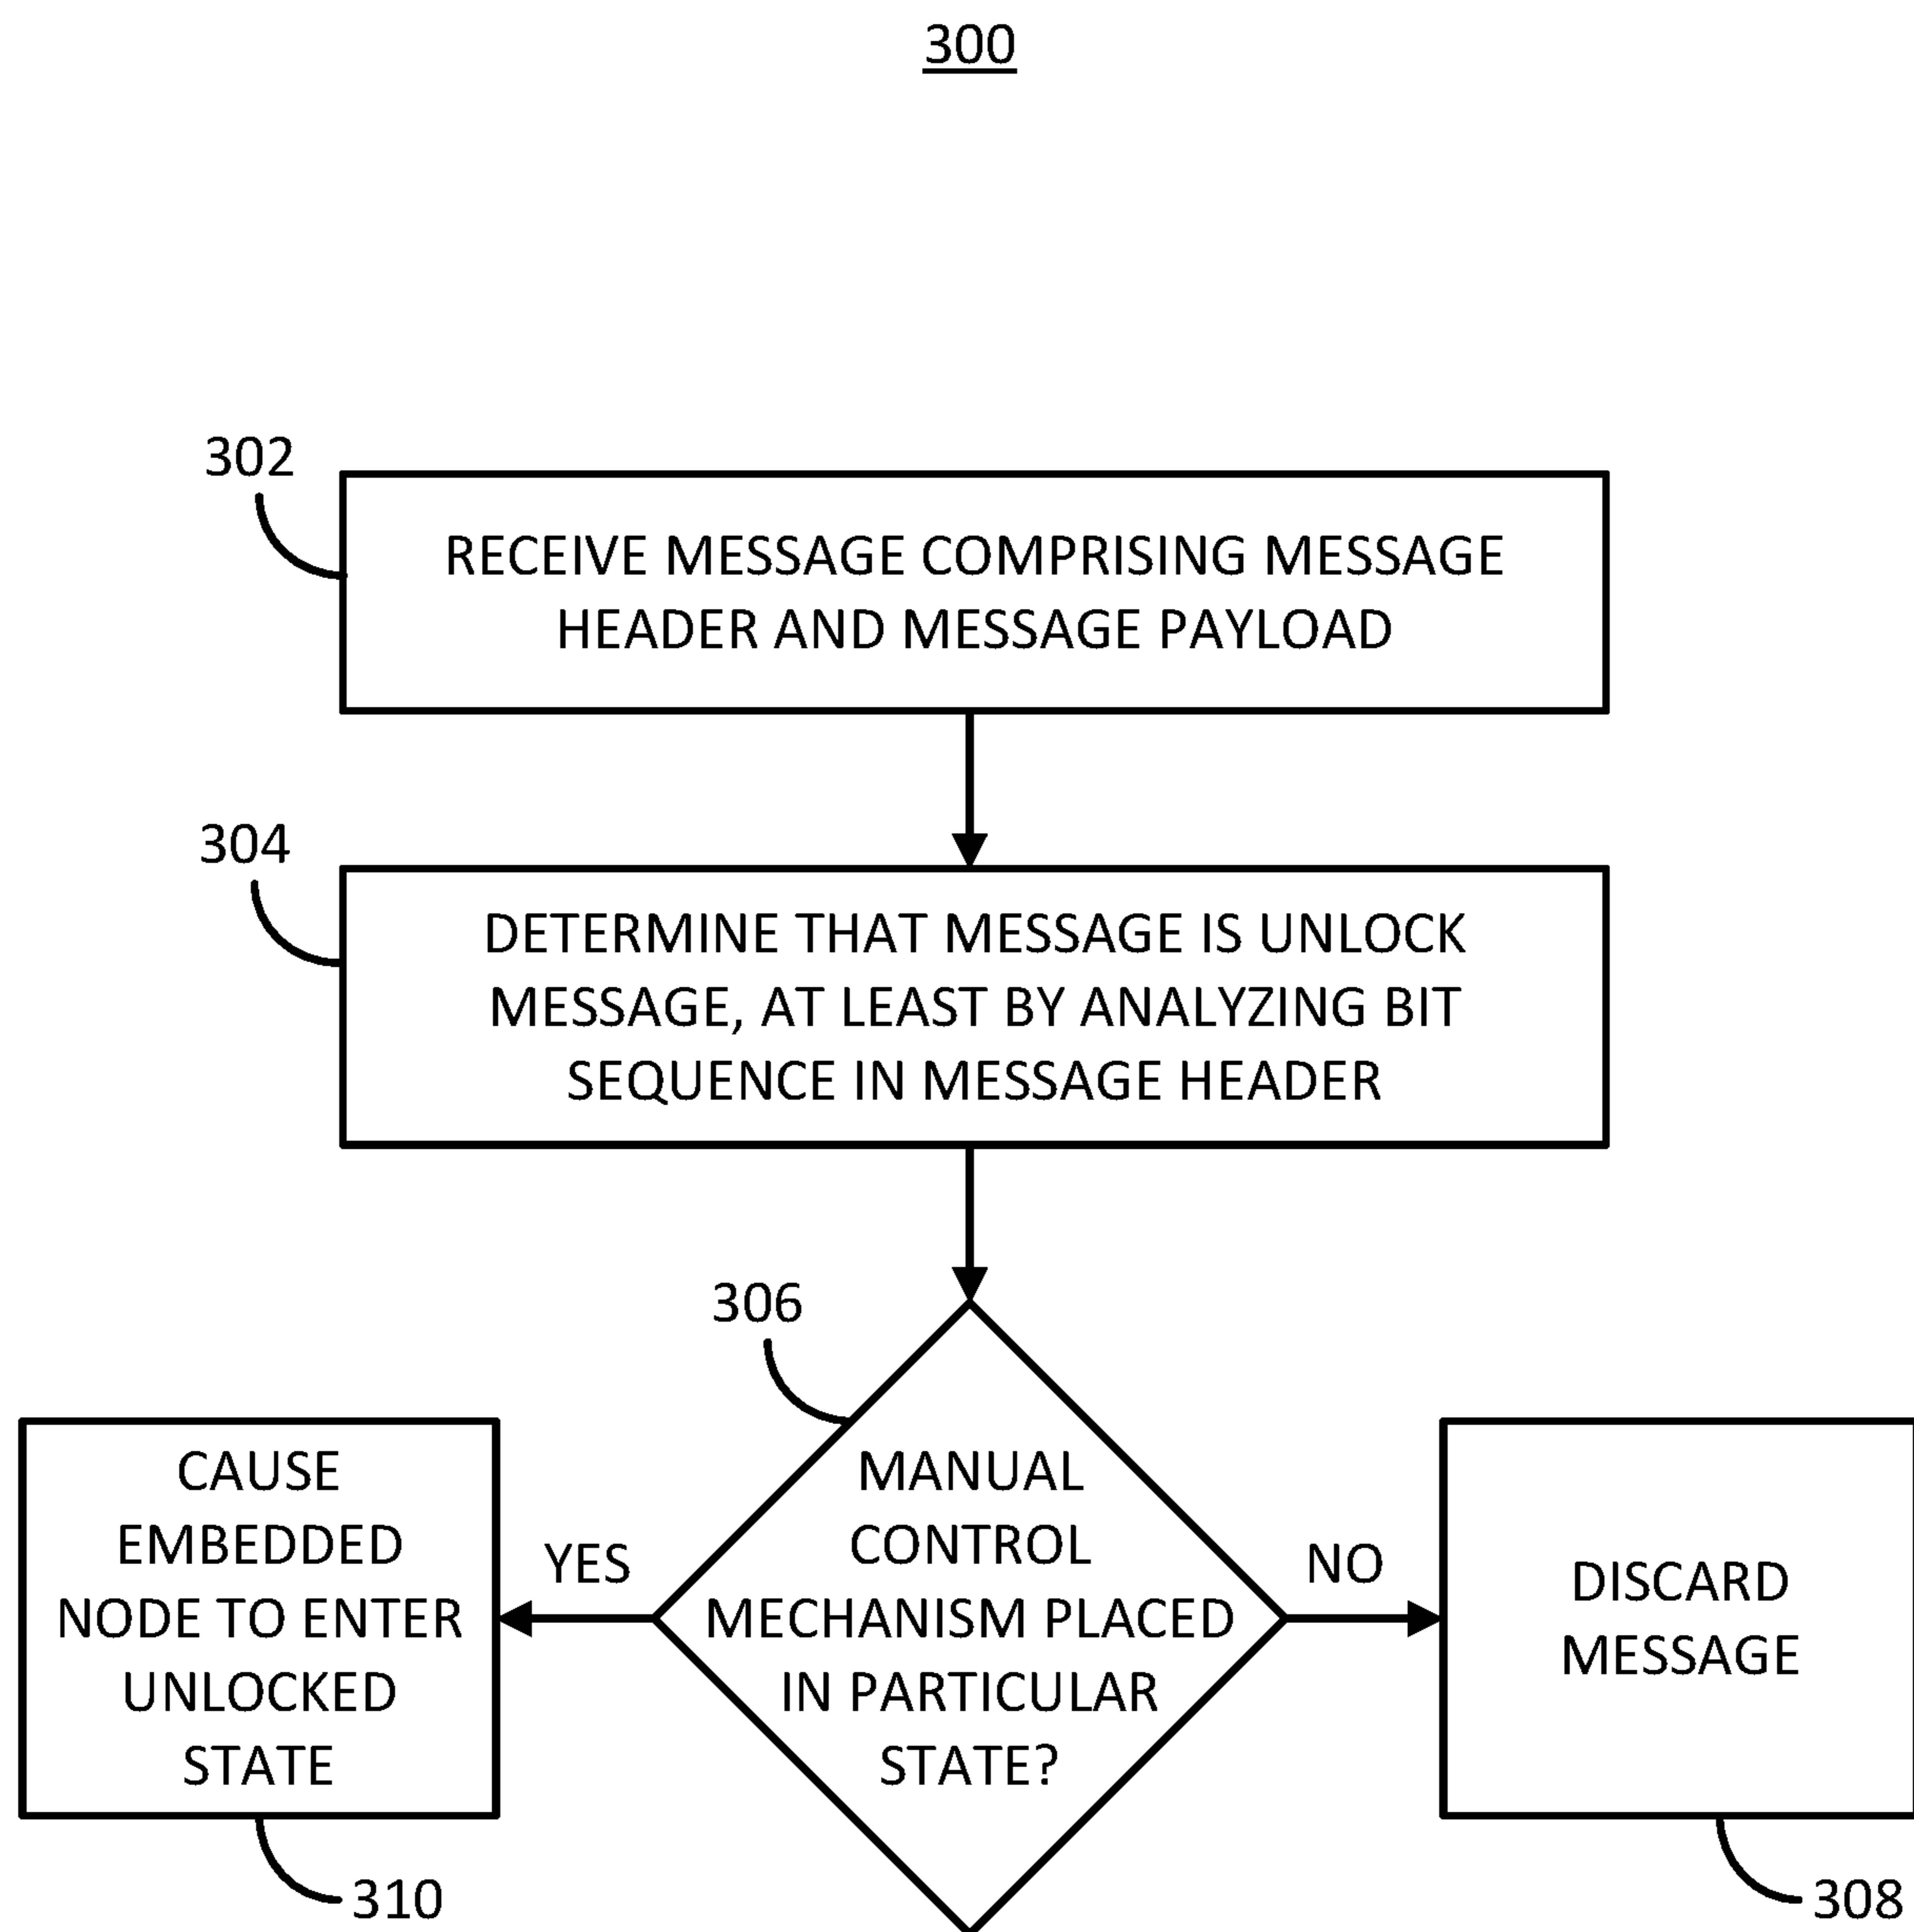 300
302
RECEIVE MESSAGE COMPRISING MESSAGE
HEADER AND MESSAGE PAYLOAD
304
DETERMINE THAT MESSAGE IS UNLOCK
MESSAGE, AT LEAST BY ANALYZING BIT
SEQUENCE IN MESSAGE HEADER
306
MANUAL
CONTROL
MECHANISM PLACED
IN PARTICULAR
STATE?
YES
CAUSE
EMBEDDED
NODE TO ENTER
UNLOCKED
STATE
310
NO
DISCARD
MESSAGE
308